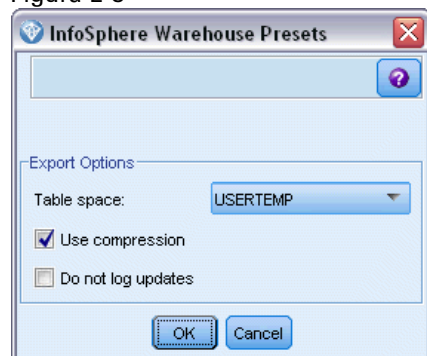 InfoSphere Warehouse Presets
Export Options
Table space: USERTEMP
Use compression
Do not log updates
OK Cancel